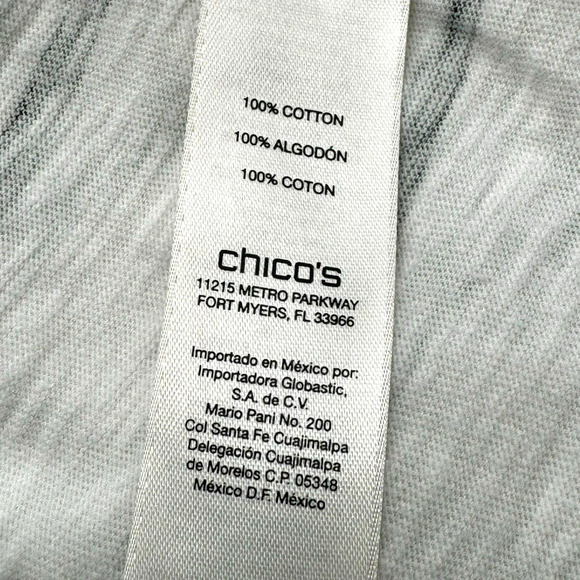 100% COTTON
100% ALGODÓN
100% COTON
chico's
11215 METRO PARKWAY
FORT MYERS, FL 33966
Importado en México por:
Importadora Globastic,
S.A. de C.V.
Mario Pani No. 200
Col Santa Fe Cuajimalpa
Delegación Cuajimalpa
de Morelos C.P. 05348
México D.F. México